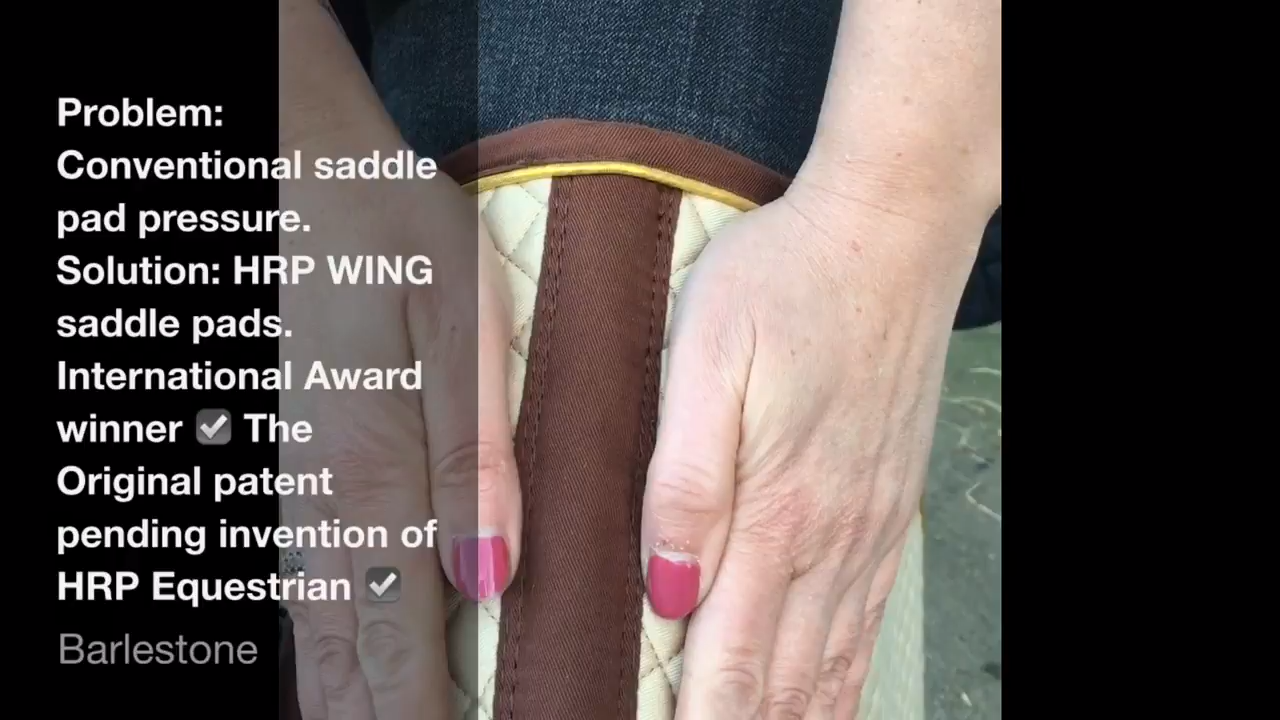 Problem:
Conventional saddle
pad pressure.
Solution: HRP WING
saddle pads.
International Award
winner ✔ The
Original patent
pending invention of
HRP Equestrian ✔
Barlestone